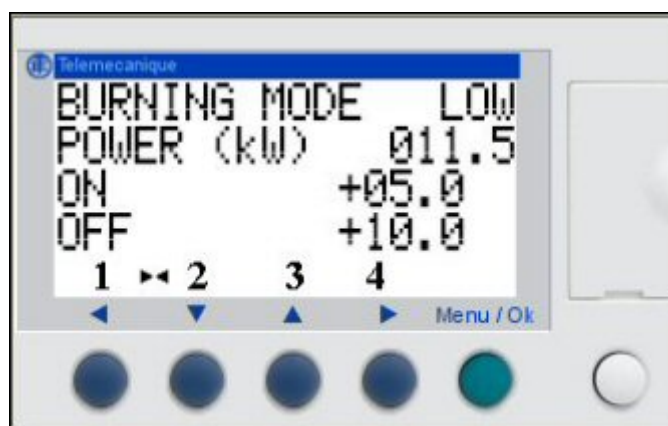 Telemecanique
BURNING MODE LOW
POWER (kW) 011.5
ON +05.0
OFF +10.0
1 2 3 4
Menu / Ok